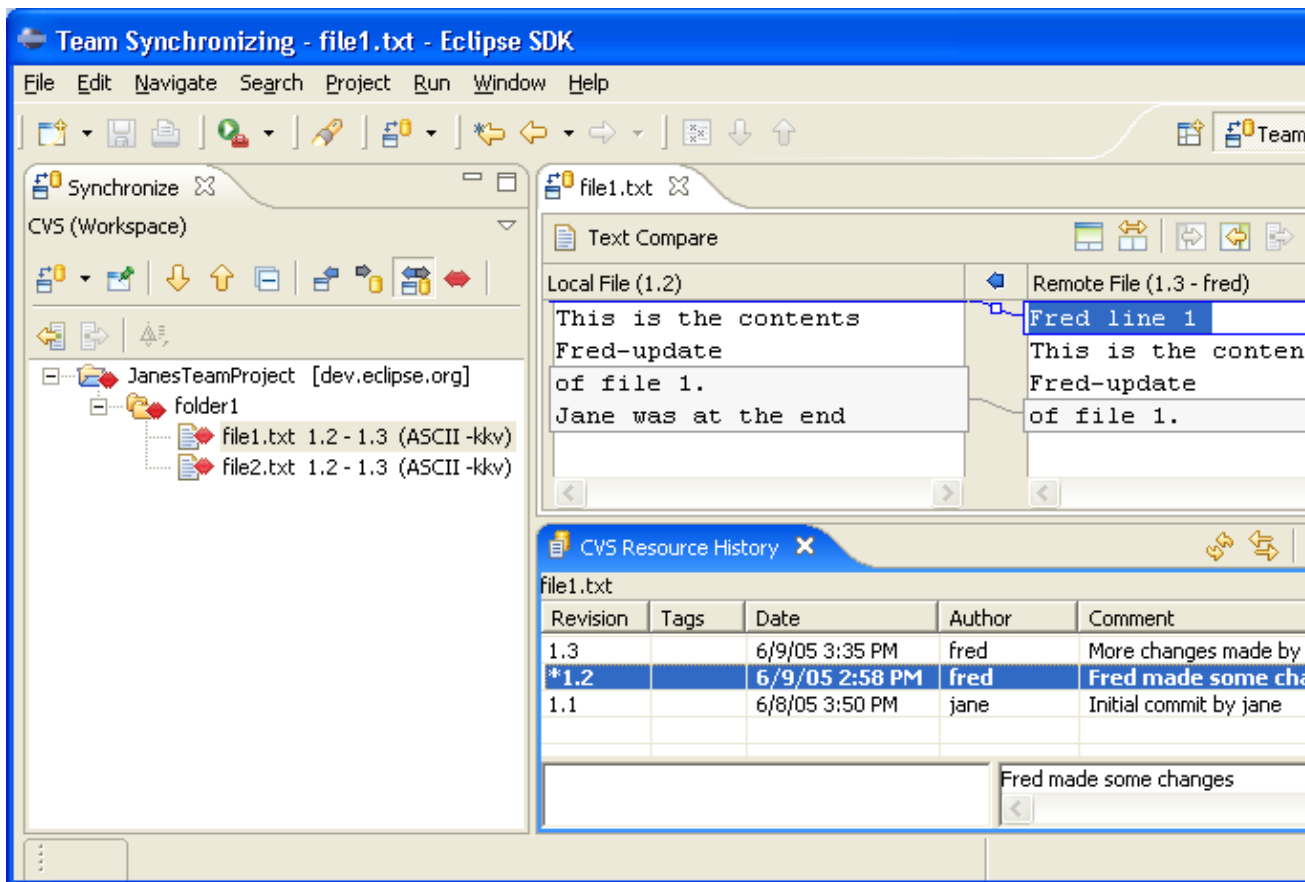 Team Synchronizing - file1.txt - Eclipse SDK
File Edit Navigate Search Project Run Window Help
Team
Synchronize
CVS (Workspace)
JanesTeamProject [dev.eclipse.org]
folder1
file1.txt 1.2 - 1.3 (ASCII -kkv)
file2.txt 1.2 - 1.3 (ASCII -kkv)
file1.txt
Text Compare
Local File (1.2)
This is the contents
Fred-update
of file 1.
Jane was at the end
Remote File (1.3 - fred)
Fred line 1
This is the conten
Fred-update
of file 1.
CVS Resource History
file1.txt
Revision Tags Date Author Comment
1.3 6/9/05 3:35 PM fred More changes made by
*1.2 6/9/05 2:58 PM fred Fred made some cha
1.1 6/8/05 3:50 PM jane Initial commit by jane
Fred made some changes